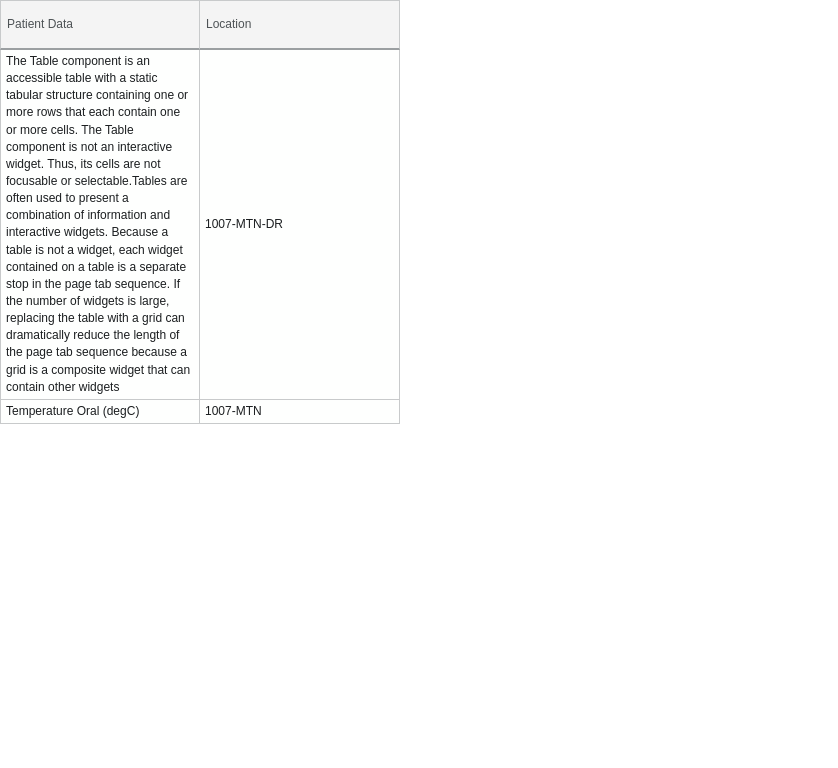 Patient Data
Location
The Table component is an
accessible table with a static
tabular structure containing one or
more rows that each contain one
or more cells. The Table
component is not an interactive
widget. Thus, its cells are not
focusable or selectable.Tables are
often used to present a
combination of information and
interactive widgets. Because a
table is not a widget, each widget
contained on a table is a separate
stop in the page tab sequence. If
the number of widgets is large,
replacing the table with a grid can
dramatically reduce the length of
the page tab sequence because a
grid is a composite widget that can
contain other widgets
1007-MTN-DR
Temperature Oral (degC)
1007-MTN